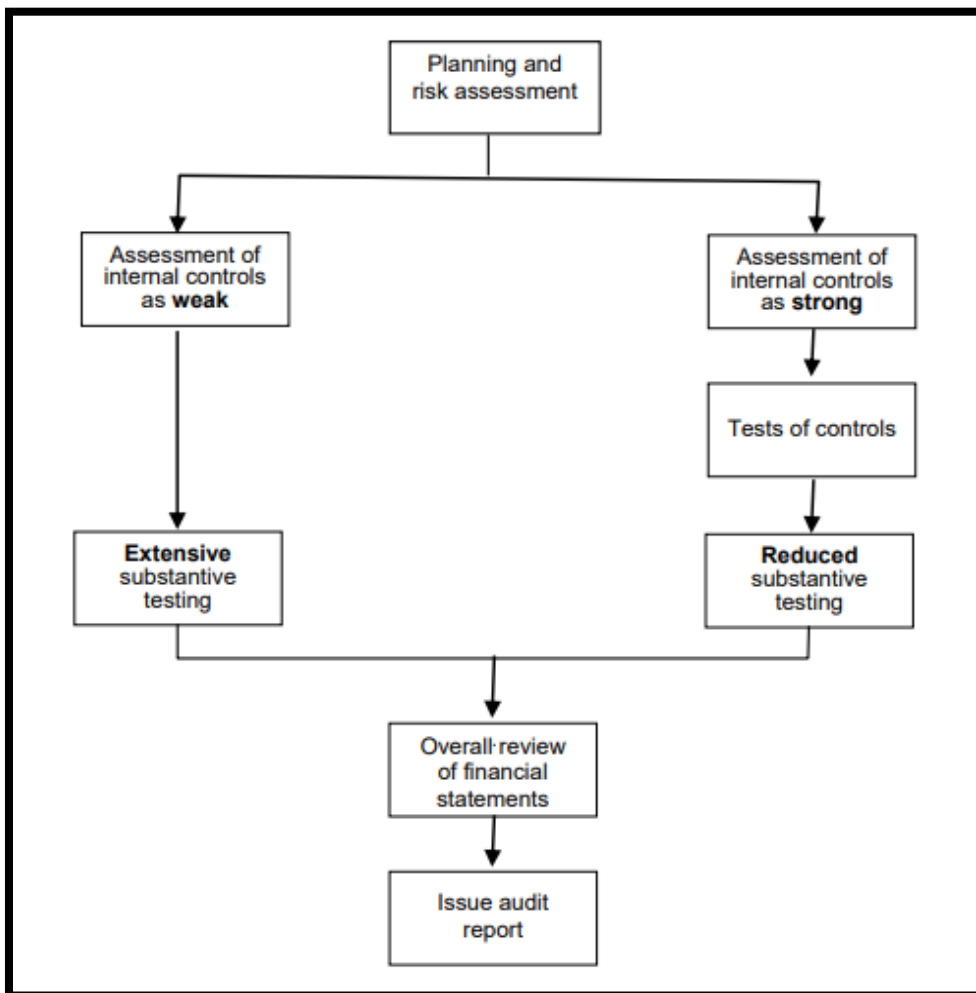 Planning and
risk assessment
Assessment of
internal controls
as weak
Assessment of
internal controls
as strong
Tests of controls
Extensive
substantive
testing
Reduced
substantive
testing
Overall review
of financial
statements
Issue audit
report